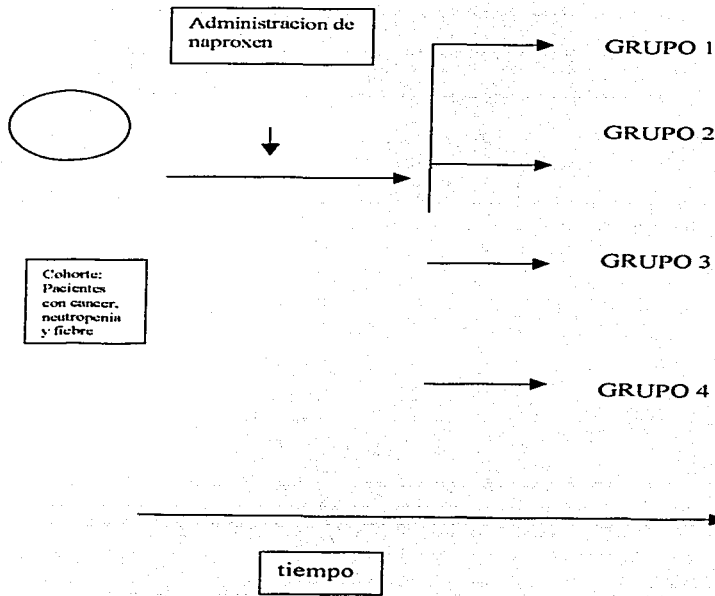 Administracion de
naproxen
GRUPO 1
GRUPO 2
Cohorte:
Pacientes
con cancer,
neutropenia
y fiebre
GRUPO 3
GRUPO 4
tiempo